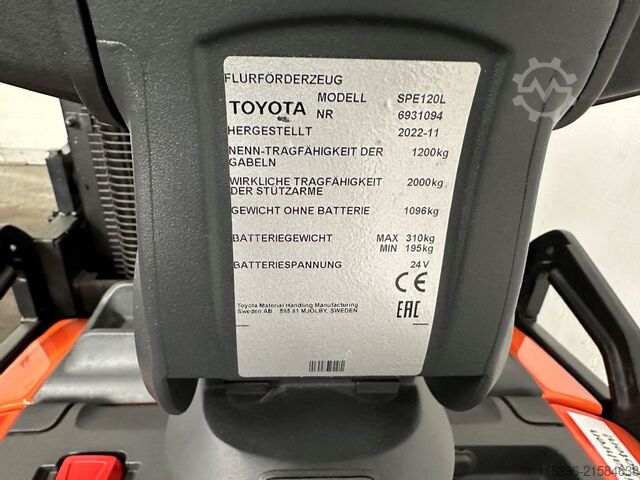 FLURFÖRDERZEUG
TOYOTA MODELL SPE120L
NR 6931094
HERGESTELLT 2022-11
NENN-TRAGFÄHIGKEIT DER GABELN 1200kg
WIRKLICHE TRAGFÄHIGKEIT DER STÜTZARME 2000kg
GEWICHT OHNE BATTERIE 1096kg
BATTERIEGEWICHT MAX 310kg
MIN 195kg
BATTERIESPANNUNG 24V
CE
Toyota Material Handling Manufacturing
Sweden AB 595 81 MJÖLBY, SWEDEN
EAC